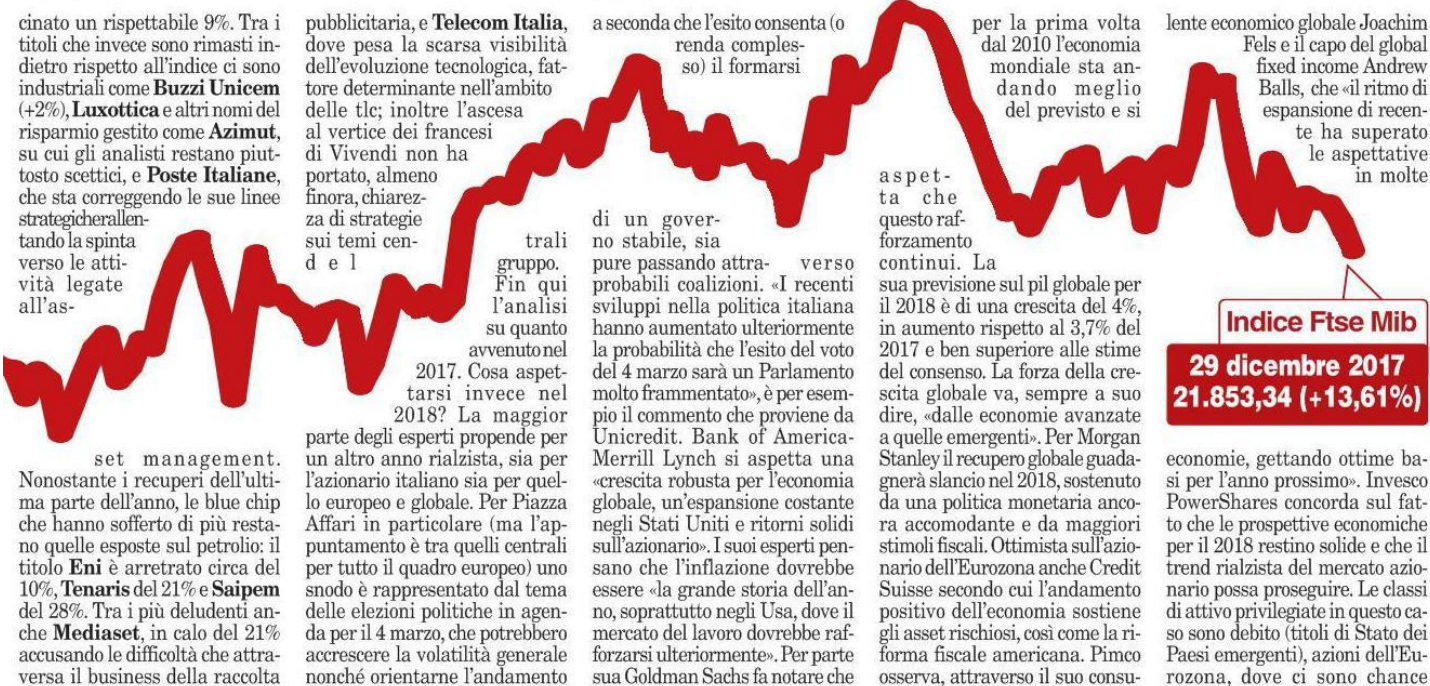 cinato un rispettabile 9%. Tra i
titoli che invece sono rimasti in-
dietro rispetto all'indice ci sono
industriali come Buzzi Unicem
(+2%), Luxottica e altri nomi del
risparmio gestito come Azimut,
su cui gli analisti restano piut-
tosto scettici, e Poste Italiane,
che sta correggendo le sue linee
strategicherallen-
tando la spinta
verso le atti-
vità legate
all'as-
set management.
Nonostante i recuperi dell'ulti-
ma parte dell'anno, le blue chip
che hanno sofferto di più resta-
no quelle esposte sul petrolio: il
titolo Eni è arretrato circa del
10%, Tenaris del 21% e Saipem
del 28%. Tra i più deludenti an-
che Mediaset, in calo del 21%
accusando le difficoltà che attra-
versa il business della raccolta
pubblicitaria, e Telecom Italia,
dove pesa la scarsa visibilità
dell'evoluzione tecnologica, fat-
tore determinante nell'ambito
delle tlc; inoltre l'ascesa
al vertice dei francesi
di Vivendi non ha
portato, almeno
finora, chiarez-
za di strategie
sui temi cen- trali
del gruppo.
Fin qui
l'analisi
su quanto
avvenuto nel
2017. Cosa aspet-
tarsi invece nel
2018? La maggior
parte degli esperti propende per
un altro anno rialzista, sia per
l'azionario italiano sia per quel-
lo europeo e globale. Per Piazza
Affari in particolare (ma l'ap-
puntamento è tra quelli centrali
per tutto il quadro europeo) uno
snodo è rappresentato dal tema
delle elezioni politiche in agen-
da per il 4 marzo, che potrebbero
accrescere la volatilità generale
nonché orientarne l'andamento
a seconda che l'esito consenta (o
renda comples-
so) il formarsi
di un gover-
no stabile, sia
pure passando attra- verso
probabili coalizioni. «I recenti
sviluppi nella politica italiana
hanno aumentato ulteriormente
la probabilità che l'esito del voto
del 4 marzo sarà un Parlamento
molto frammentato», è per esem-
pio il commento che proviene da
Unicredit. Bank of America-
Merrill Lynch si aspetta una
«crescita robusta per l'economia
globale, un'espansione costante
negli Stati Uniti e ritorni solidi
sull'azionario». I suoi esperti pen-
sano che l'inflazione dovrebbe
essere «la grande storia dell'an-
no, soprattutto negli Usa, dove il
mercato del lavoro dovrebbe raf-
forzarsi ulteriormente». Per parte
sua Goldman Sachs fa notare che
per la prima volta
dal 2010 l'economia
mondiale sta an-
dando meglio
del previsto e si
aspet-
ta che
questo raf-
forzamento
continui. La
sua previsione sul pil globale per
il 2018 è di una crescita del 4%,
in aumento rispetto al 3,7% del
2017 e ben superiore alle stime
del consenso. La forza della cre-
scita globale va, sempre a suo
dire, «dalle economie avanzate
a quelle emergenti». Per Morgan
Stanley il recupero globale guada-
gnerà slancio nel 2018, sostenuto
da una politica monetaria anco-
ra accomodante e da maggiori
stimoli fiscali. Ottimista sull'azio-
nario dell'Eurozona anche Credit
Suisse secondo cui l'andamento
positivo dell'economia sostiene
gli asset rischiosi, così come la ri-
forma fiscale americana. Pimco
osserva, attraverso il suo consu-
lente economico globale Joachim
Fels e il capo del global
fixed income Andrew
Balls, che «il ritmo di
espansione di recen-
te ha superato
le aspettative
in molte
Indice Ftse Mib
29 dicembre 2017
21.853,34 (+13,61%)
economie, gettando ottime ba-
si per l'anno prossimo». Invesco
PowerShares concorda sul fat-
to che le prospettive economiche
per il 2018 restino solide e che il
trend rialzista del mercato azio-
nario possa proseguire. Le classi
di attivo privilegiate in questo ca-
so sono debito (titoli di Stato dei
Paesi emergenti), azioni dell'Eu-
rozona, dove ci sono chance